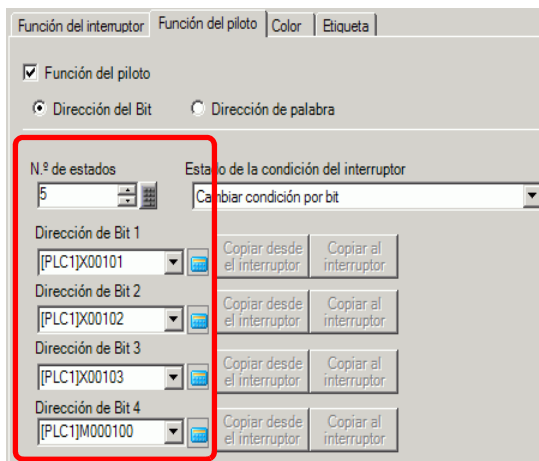 Función del interruptor Función del piloto Color Etiqueta
Función del piloto
Dirección del Bit Dirección de palabra
N.º de estados Estado de la condición del interruptor
5 Cambiar condición por bit
Dirección de Bit 1
[PLC1]X00101 Copiar desde el interruptor Copiar al interruptor
Dirección de Bit 2
[PLC1]X00102 Copiar desde el interruptor Copiar al interruptor
Dirección de Bit 3
[PLC1]X00103 Copiar desde el interruptor Copiar al interruptor
Dirección de Bit 4
[PLC1]M000100 Copiar desde el interruptor Copiar al interruptor